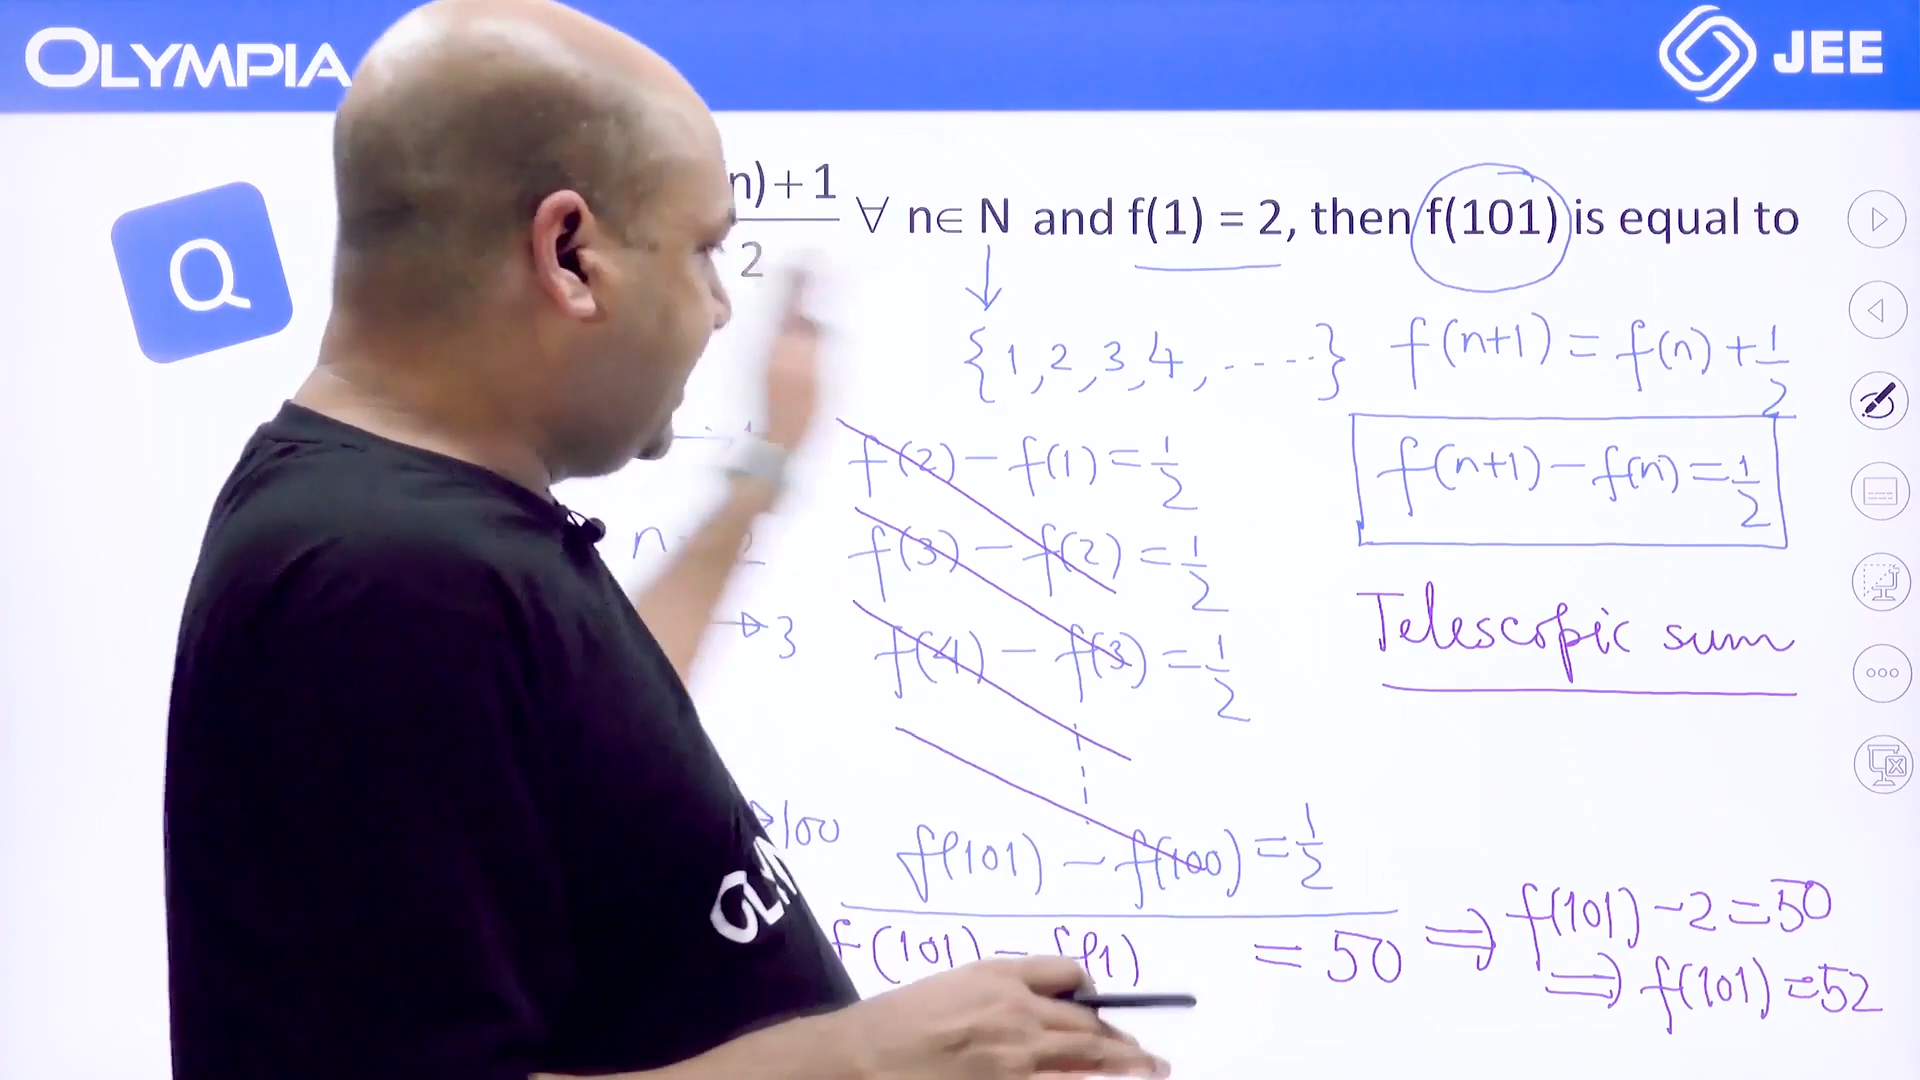 OLYMPIA
JEE
Q
n)+1
2
∀ n∈ N and f(1) = 2, then f(101) is equal to
{1,2,3,4,-----}
f(n+1) = f(n) + 1/2
f(2) - f(1) = 1/2
f(n+1) - f(n) = 1/2
n 2
f(3) - f(2) = 1/2
3
f(4) - f(3) = 1/2
Telescopic sum
100
f(101) - f(100) = 1/2
f(101) - f(1) = 50 ⇒ f(101) - 2 = 50
⇒ f(101) = 52